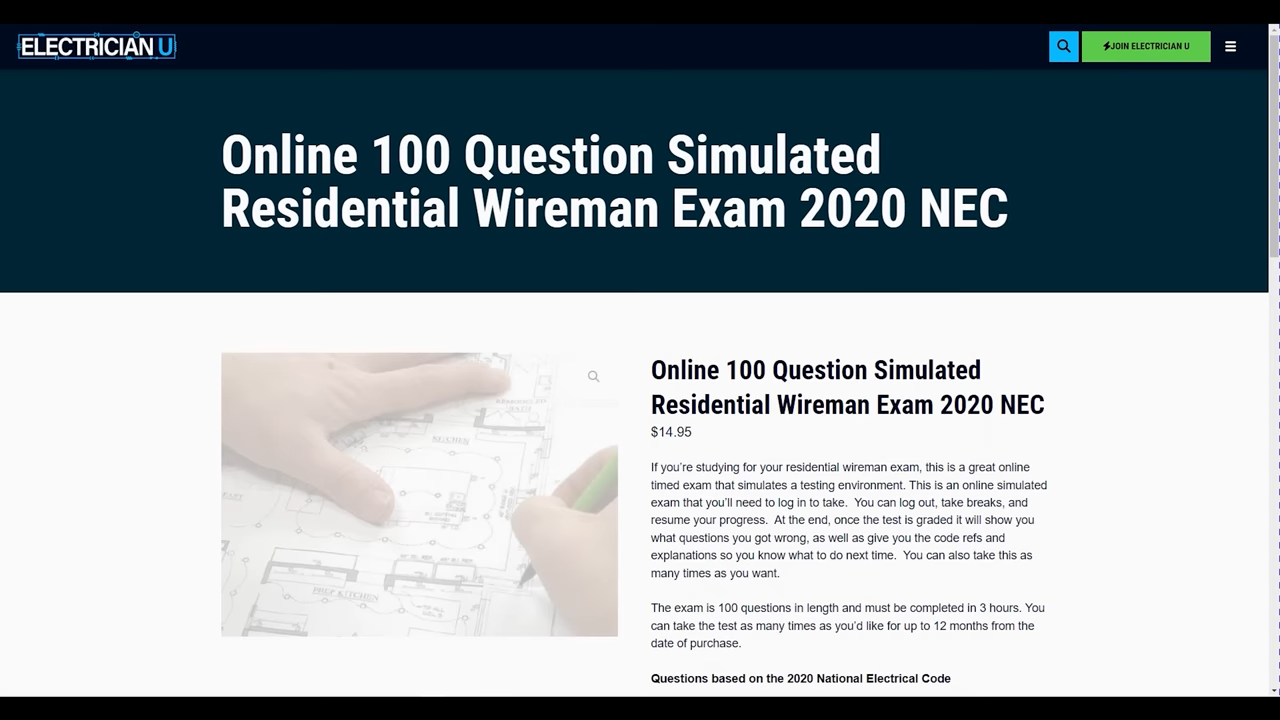 ELECTRICIAN U
JOIN ELECTRICIAN U
Online 100 Question Simulated
Residential Wireman Exam 2020 NEC
Online 100 Question Simulated
Residential Wireman Exam 2020 NEC
$14.95
If you’re studying for your residential wireman exam, this is a great online
timed exam that simulates a testing environment. This is an online simulated
exam that you’ll need to log in to take.  You can log out, take breaks, and
resume your progress.  At the end, once the test is graded it will show you
what questions you got wrong, as well as give you the code refs and
explanations so you know what to do next time.  You can also take this as
many times as you want.
The exam is 100 questions in length and must be completed in 3 hours. You
can take the test as many times as you’d like for up to 12 months from the
date of purchase.
Questions based on the 2020 National Electrical Code
KITCHEN
PREP KITCHEN